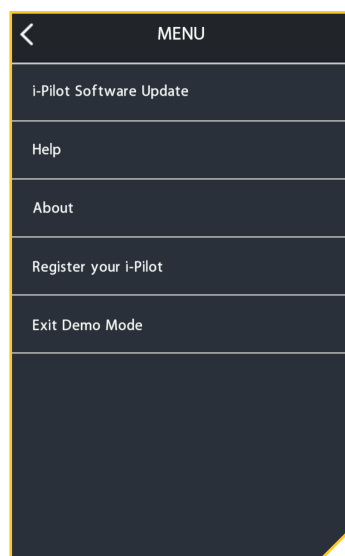 MENU
i-Pilot Software Update
Help
About
Register your i-Pilot
Exit Demo Mode